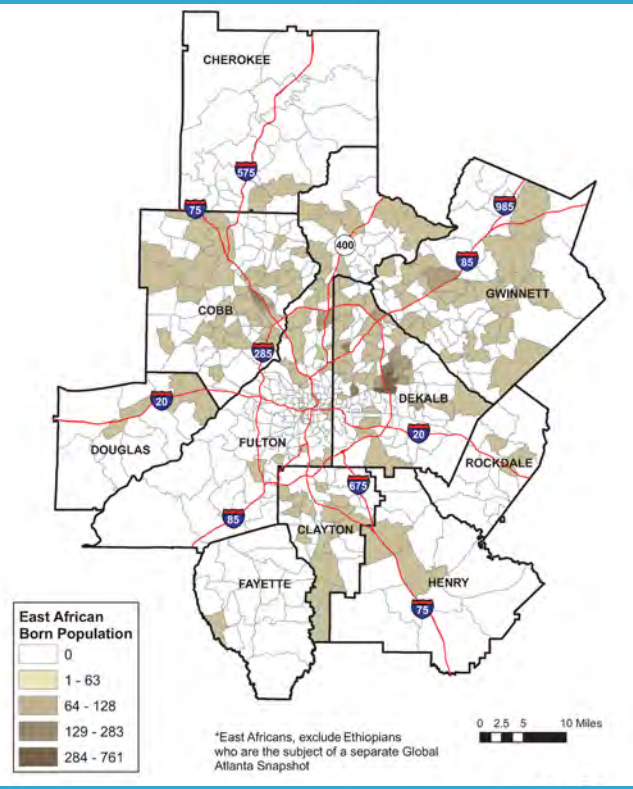 CHEROKEE
575
75
985
400
85
GWINNETT
COBB
285
20
DEKALB
DOUGLAS
FULTON
20
ROCKDALE
675
85
CLAYTON
FAYETTE
HENRY
75
East African
Born Population
0
1 - 63
64 - 128
129 - 283
284 - 761
*East Africans, exclude Ethiopians
who are the subject of a separate Global
Atlanta Snapshot
0 2.5 5 10 Miles